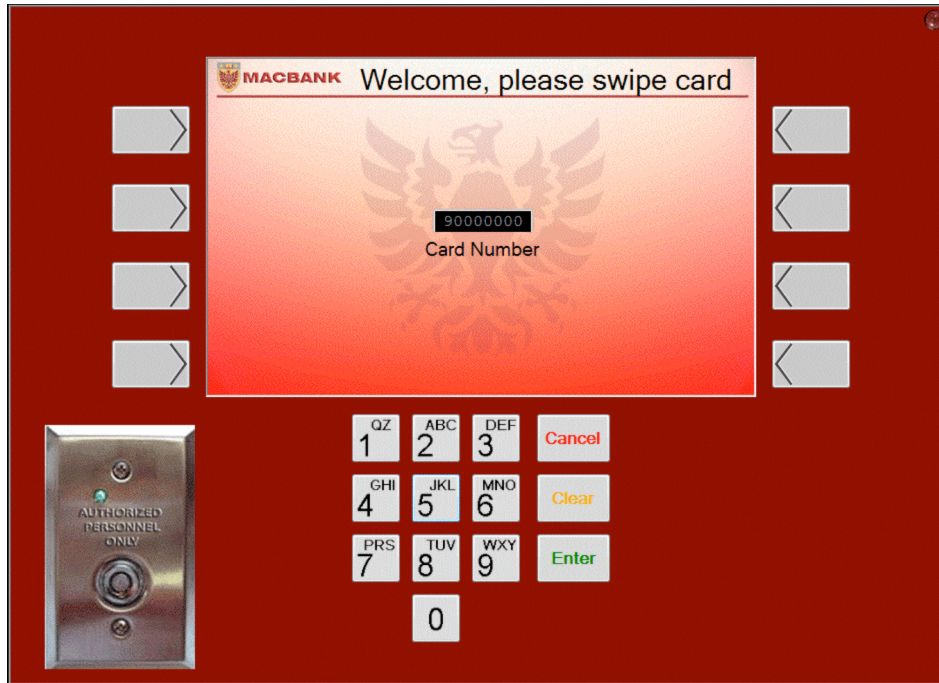 MACBANK Welcome, please swipe card
90000000
Card Number
QZ
1
ABC
2
DEF
3
Cancel
GHI
4
JKL
5
MNO
6
Clear
PRS
7
TUV
8
WXY
9
Enter
0
AUTHORIZED
PERSONNEL
ONLY